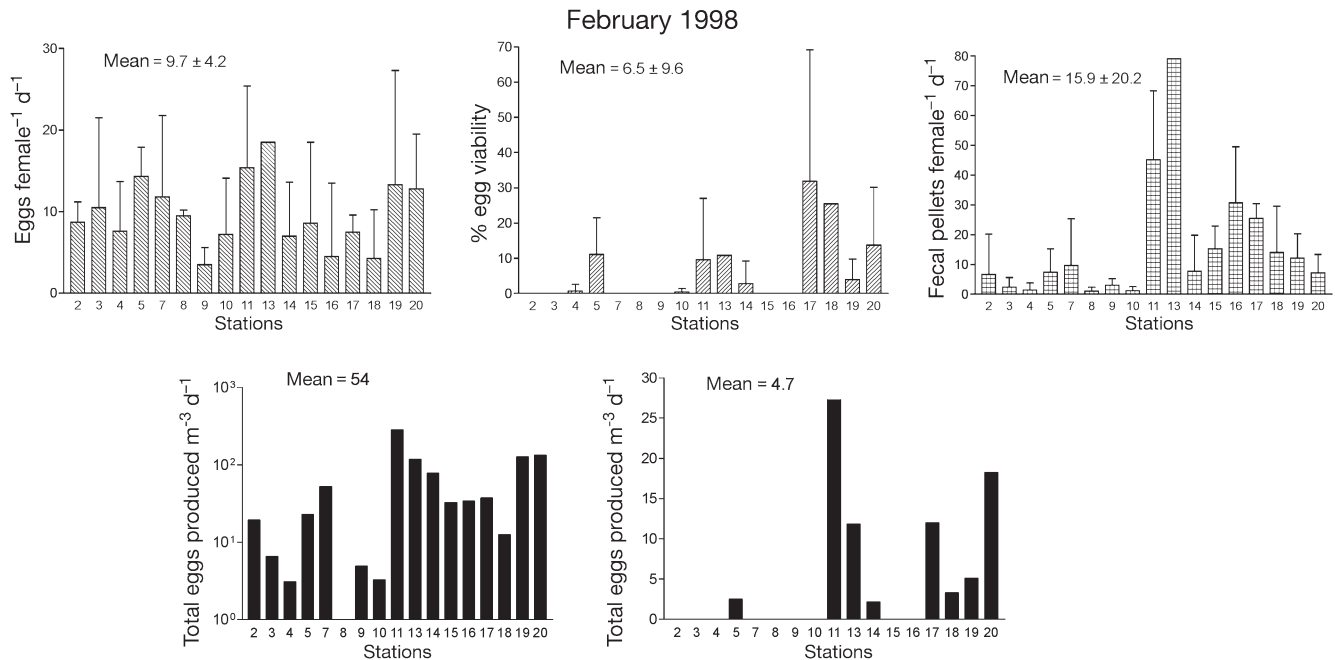 February 1998
Eggs female⁻¹ d⁻¹
Mean = 9.7 ± 4.2
30
20
10
0
2 3 4 5 7 8 9 10 11 13 14 15 16 17 18 19 20
Stations
% egg viability
Mean = 6.5 ± 9.6
70
60
50
40
30
20
10
0
2 3 4 5 7 8 9 10 11 13 14 15 16 17 18 19 20
Stations
Fecal pellets female⁻¹ d⁻¹
Mean = 15.9 ± 20.2
80
70
60
50
40
30
20
10
0
2 3 4 5 7 8 9 10 11 13 14 15 16 17 18 19 20
Stations
Total eggs produced m⁻³ d⁻¹
Mean = 54
10³
10²
10¹
10⁰
2 3 4 5 7 8 9 10 11 13 14 15 16 17 18 19 20
Stations
Total eggs produced m⁻³ d⁻¹
Mean = 4.7
30
25
20
15
10
5
0
2 3 4 5 7 8 9 10 11 13 14 15 16 17 18 19 20
Stations